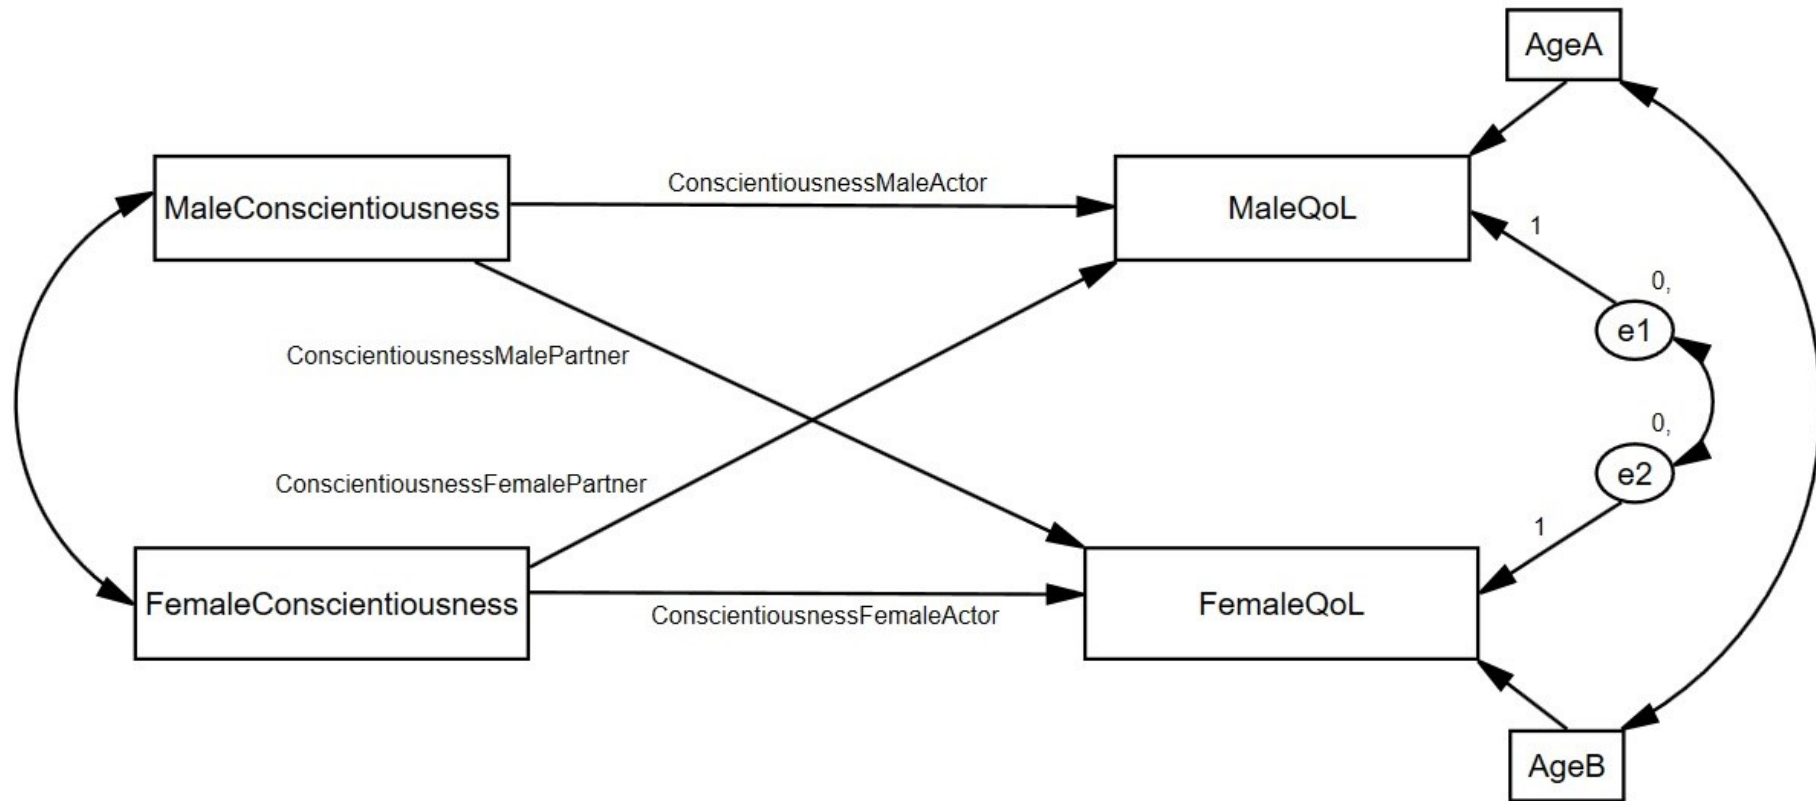 AgeA
MaleConscientiousness
ConscientiousnessMaleActor
MaleQoL
1
0,
e1
ConscientiousnessMalePartner
0,
e2
ConscientiousnessFemalePartner
1
FemaleConscientiousness
ConscientiousnessFemaleActor
FemaleQoL
AgeB